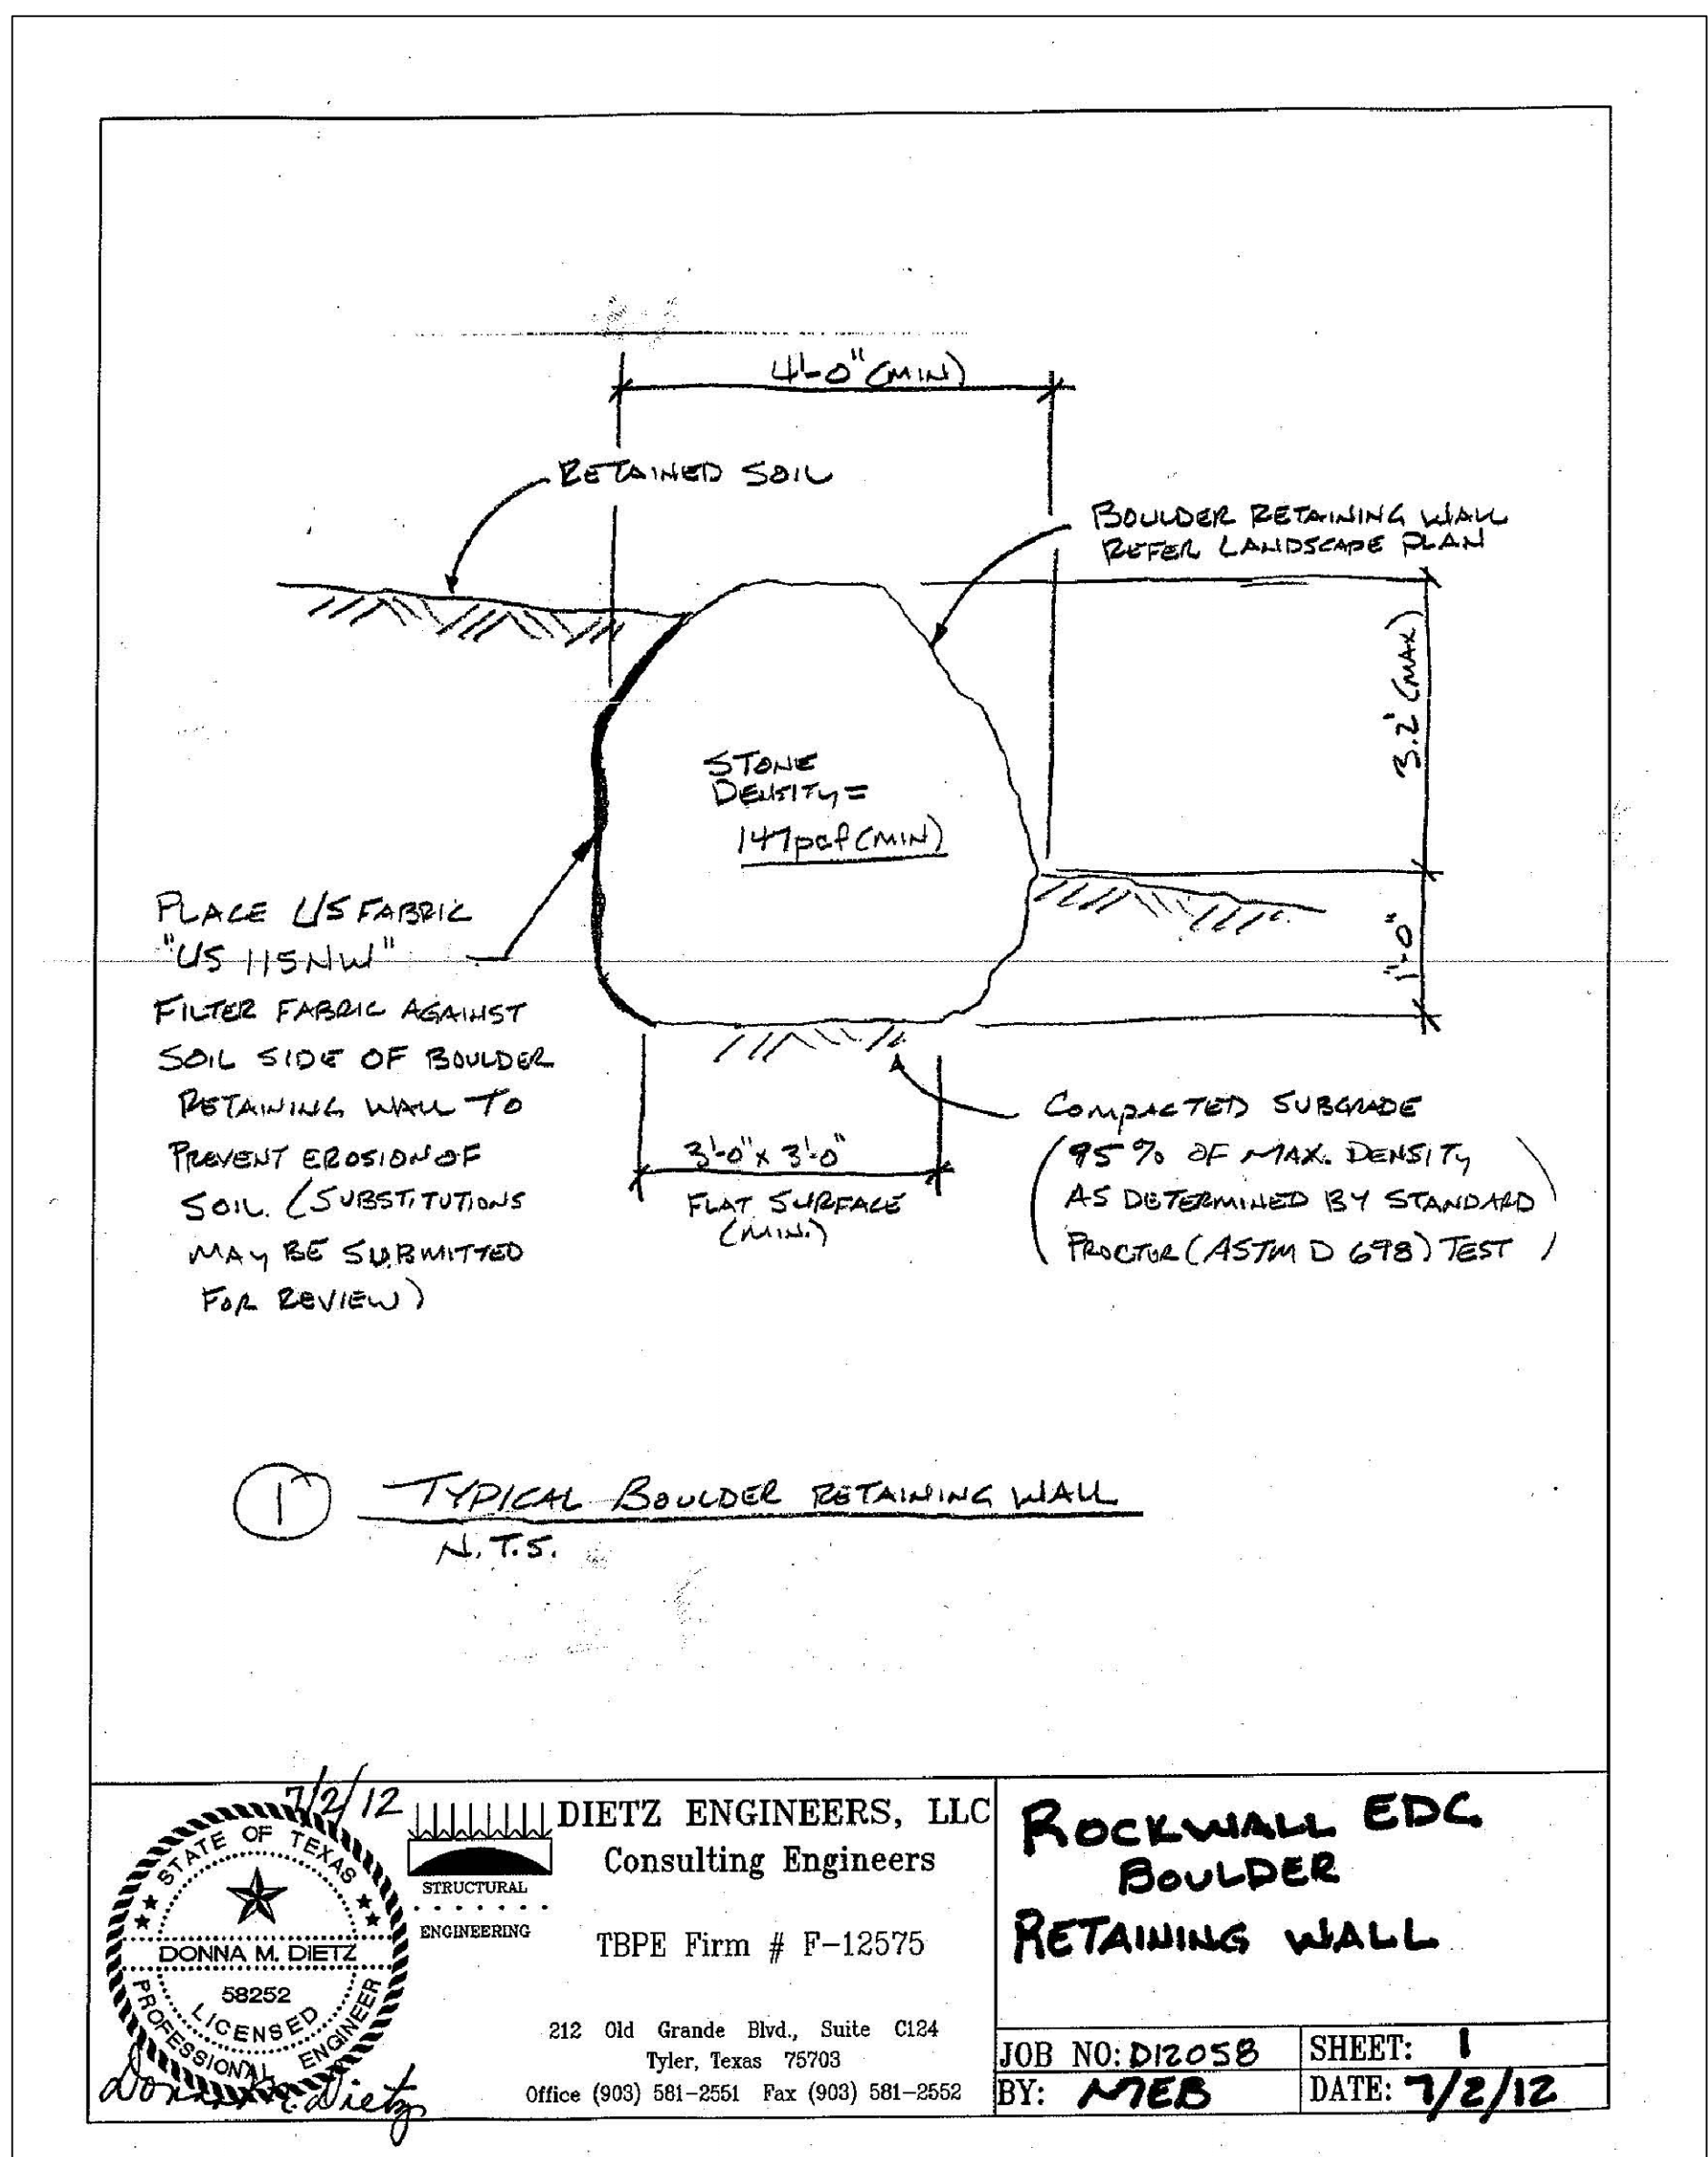 4'-0" (MIN)
RETAINED SOIL
BOULDER RETAINING WALL
REFER LANDSCAPE PLAN
3.2' (MAX)
STONE
DENSITY =
147pcf (MIN)
PLACE US FABRIC
"US 115NW"
FILTER FABRIC AGAINST
SOIL SIDE OF BOULDER
RETAINING WALL TO
PREVENT EROSION OF
SOIL. (SUBSTITUTIONS
MAY BE SUBMITTED
FOR REVIEW)
1'-0"
3'-0" x 3'-0"
FLAT SURFACE
(MIN.)
COMPACTED SUBGRADE
(95% OF MAX. DENSITY
AS DETERMINED BY STANDARD
PROCTOR (ASTM D 698) TEST)
1 TYPICAL BOULDER RETAINING WALL
N.T.S.
7/2/12
STATE OF TEXAS
DONNA M. DIETZ
58252
LICENSED
PROFESSIONAL ENGINEER
Donna M. Dietz
STRUCTURAL
ENGINEERING
DIETZ ENGINEERS, LLC
Consulting Engineers
TBPE Firm # F-12575
212 Old Grande Blvd., Suite C124
Tyler, Texas 75703
Office (903) 581-2551 Fax (903) 581-2552
ROCKWALL EDC
BOULDER
RETAINING WALL
JOB NO: D12058
SHEET: 1
BY: MEB
DATE: 7/2/12